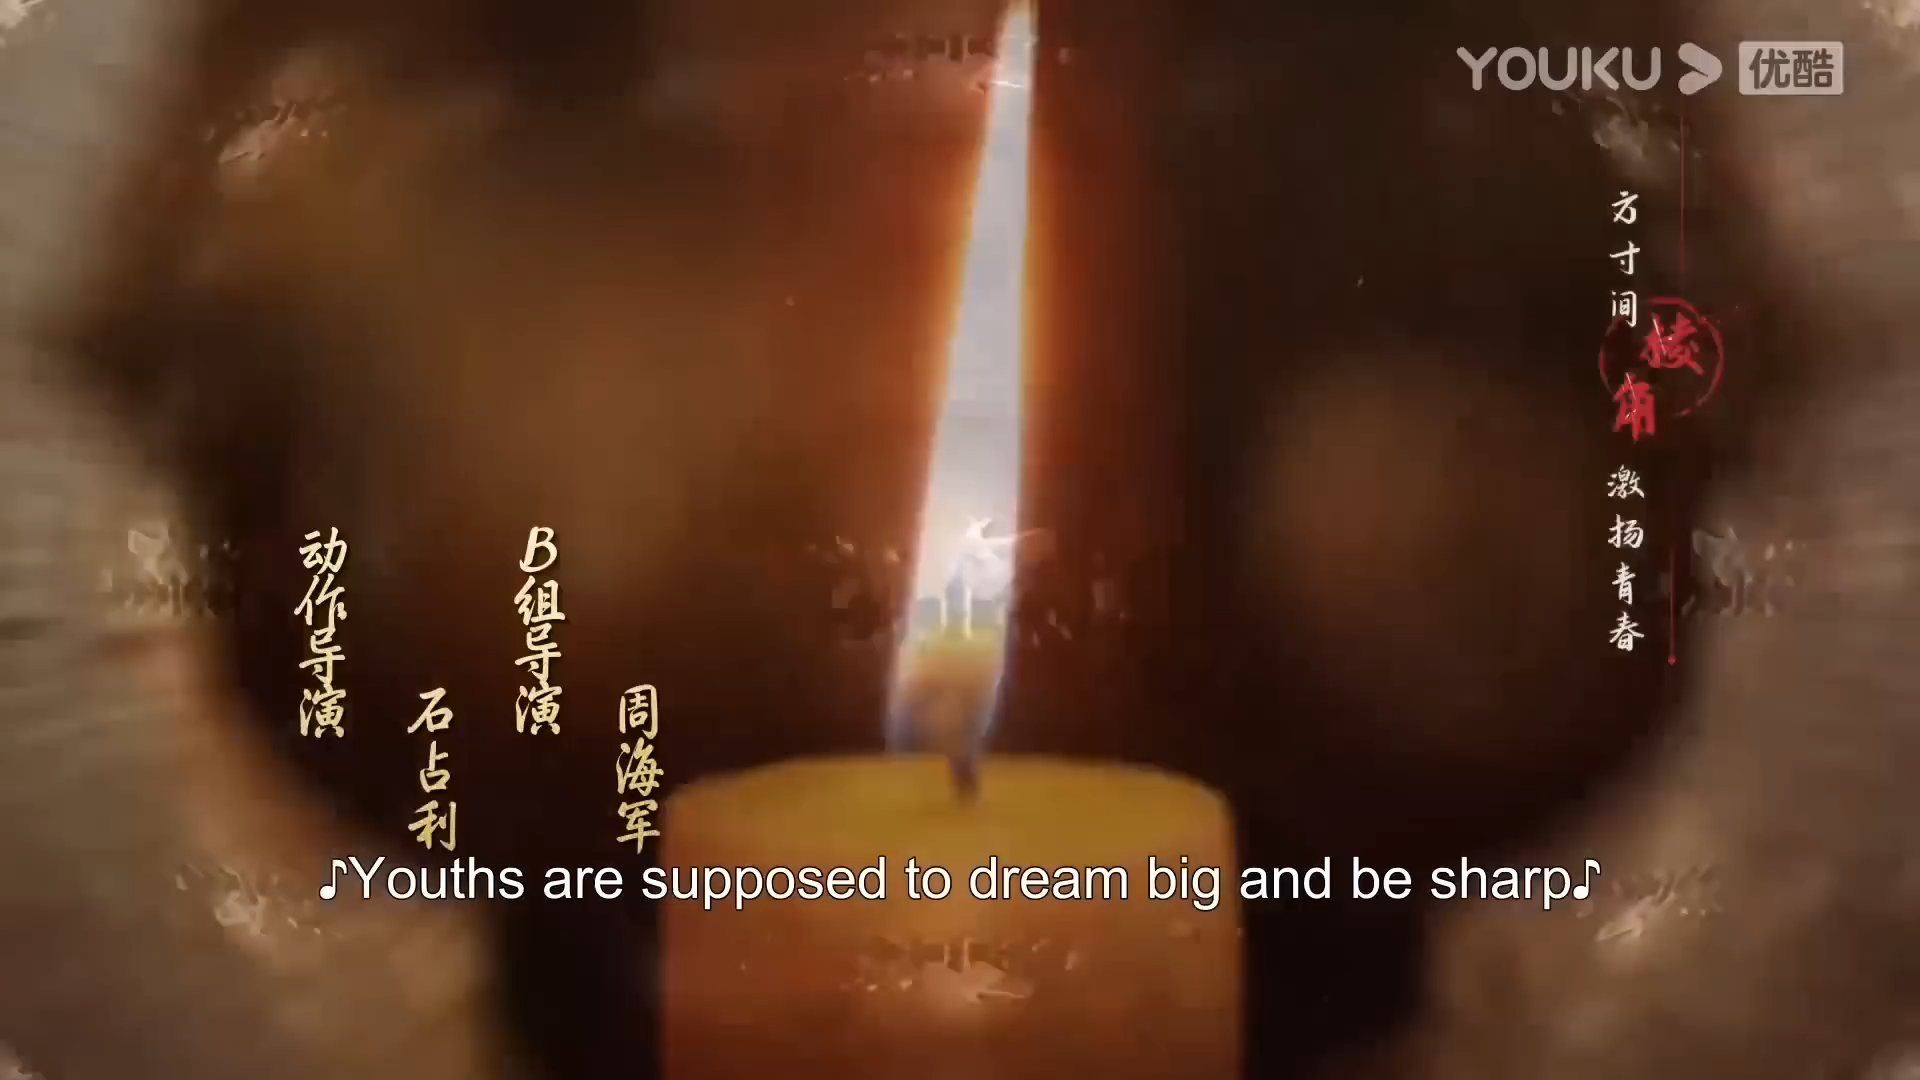 YOUKU 优酷
方寸间
棱角
激扬青春
动作导演
石占利
B组导演
周海军
♪Youths are supposed to dream big and be sharp♪